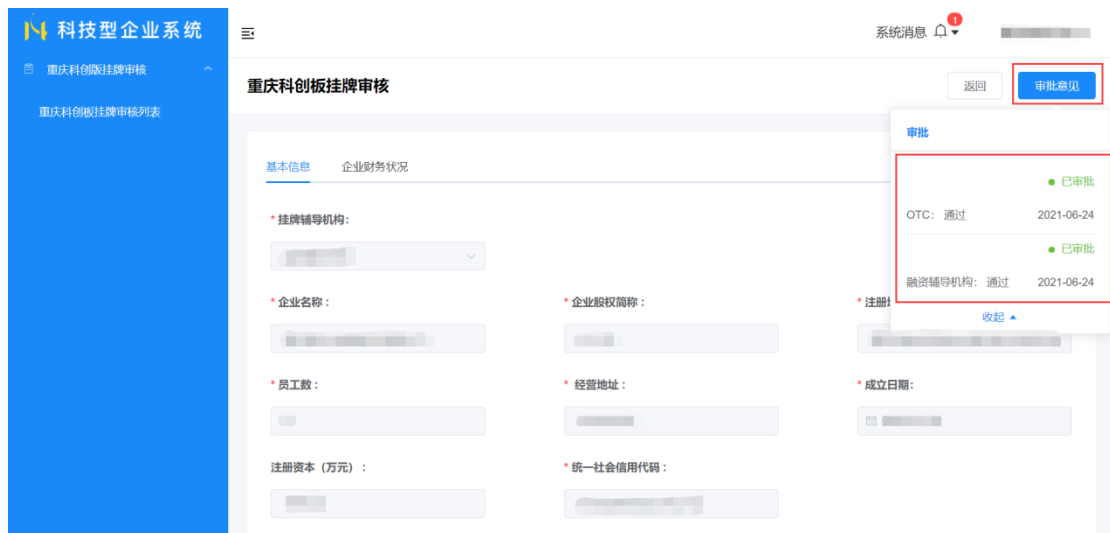 科技型企业系统
系统消息
1
重庆科创版挂牌审核
重庆科创板挂牌审核列表
重庆科创板挂牌审核
返回
审批意见
审批
已审批
OTC: 通过
2021-06-24
已审批
融资辅导机构: 通过
2021-06-24
收起
基本信息
企业财务状况
* 挂牌辅导机构:
* 企业名称 :
* 企业股权简称 :
* 注册
* 员工数 :
* 经营地址 :
* 成立日期:
注册资本（万元）:
* 统一社会信用代码 :